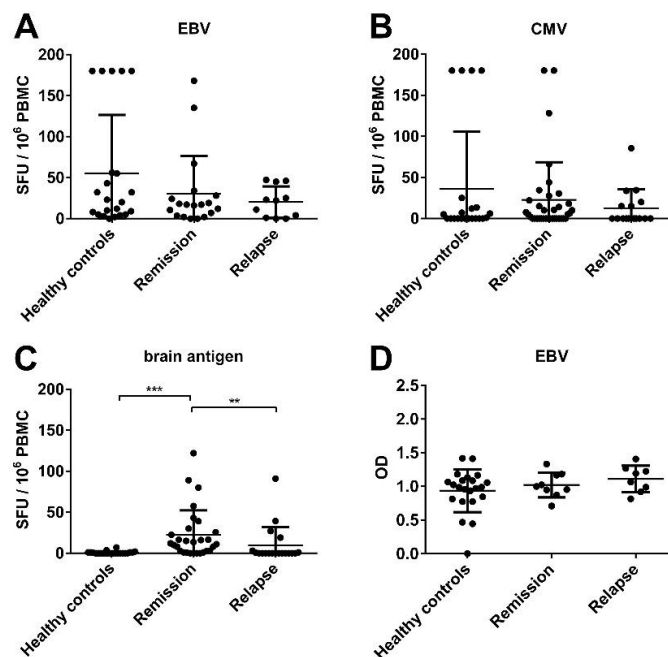 A
EBV
SFU / 10⁶ PBMC
200
150
100
50
0
Healthy controls
Remission
Relapse
B
CMV
SFU / 10⁶ PBMC
200
150
100
50
0
Healthy controls
Remission
Relapse
C
brain antigen
SFU / 10⁶ PBMC
200
150
100
50
0
***
**
Healthy controls
Remission
Relapse
D
EBV
OD
2.5
2.0
1.5
1.0
0.5
0.0
Healthy controls
Remission
Relapse